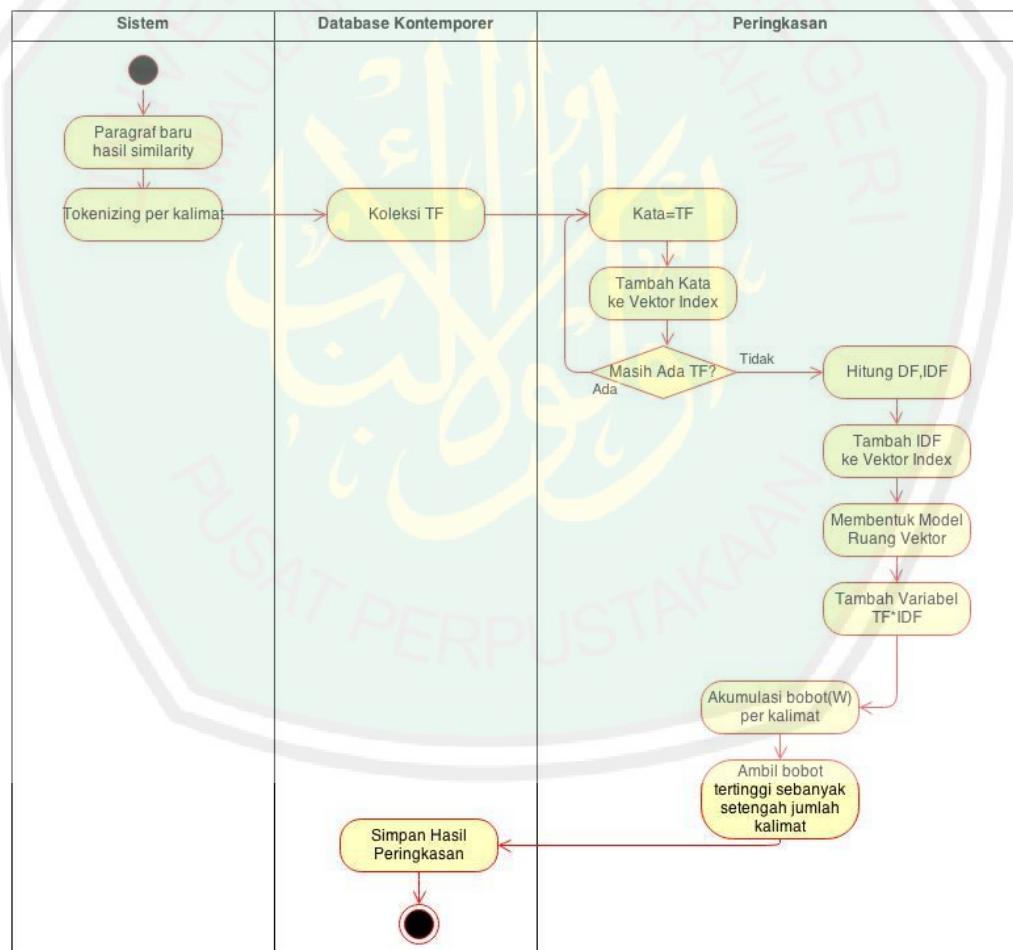 Sistem
Database Kontemporer
Peringkasan
Paragraf baru
hasil similarity
Tokenizing per kalimat
Koleksi TF
Kata=TF
Tambah Kata
ke Vektor Index
Masih Ada TF?
Tidak
Ada
Hitung DF,IDF
Tambah IDF
ke Vektor Index
Membentuk Model
Ruang Vektor
Tambah Variabel
TF*IDF
Akumulasi bobot(W)
per kalimat
Ambil bobot
tertinggi sebanyak
setengah jumlah
kalimat
Simpan Hasil
Peringkasan
PUSAT PERPUSTAKAAN